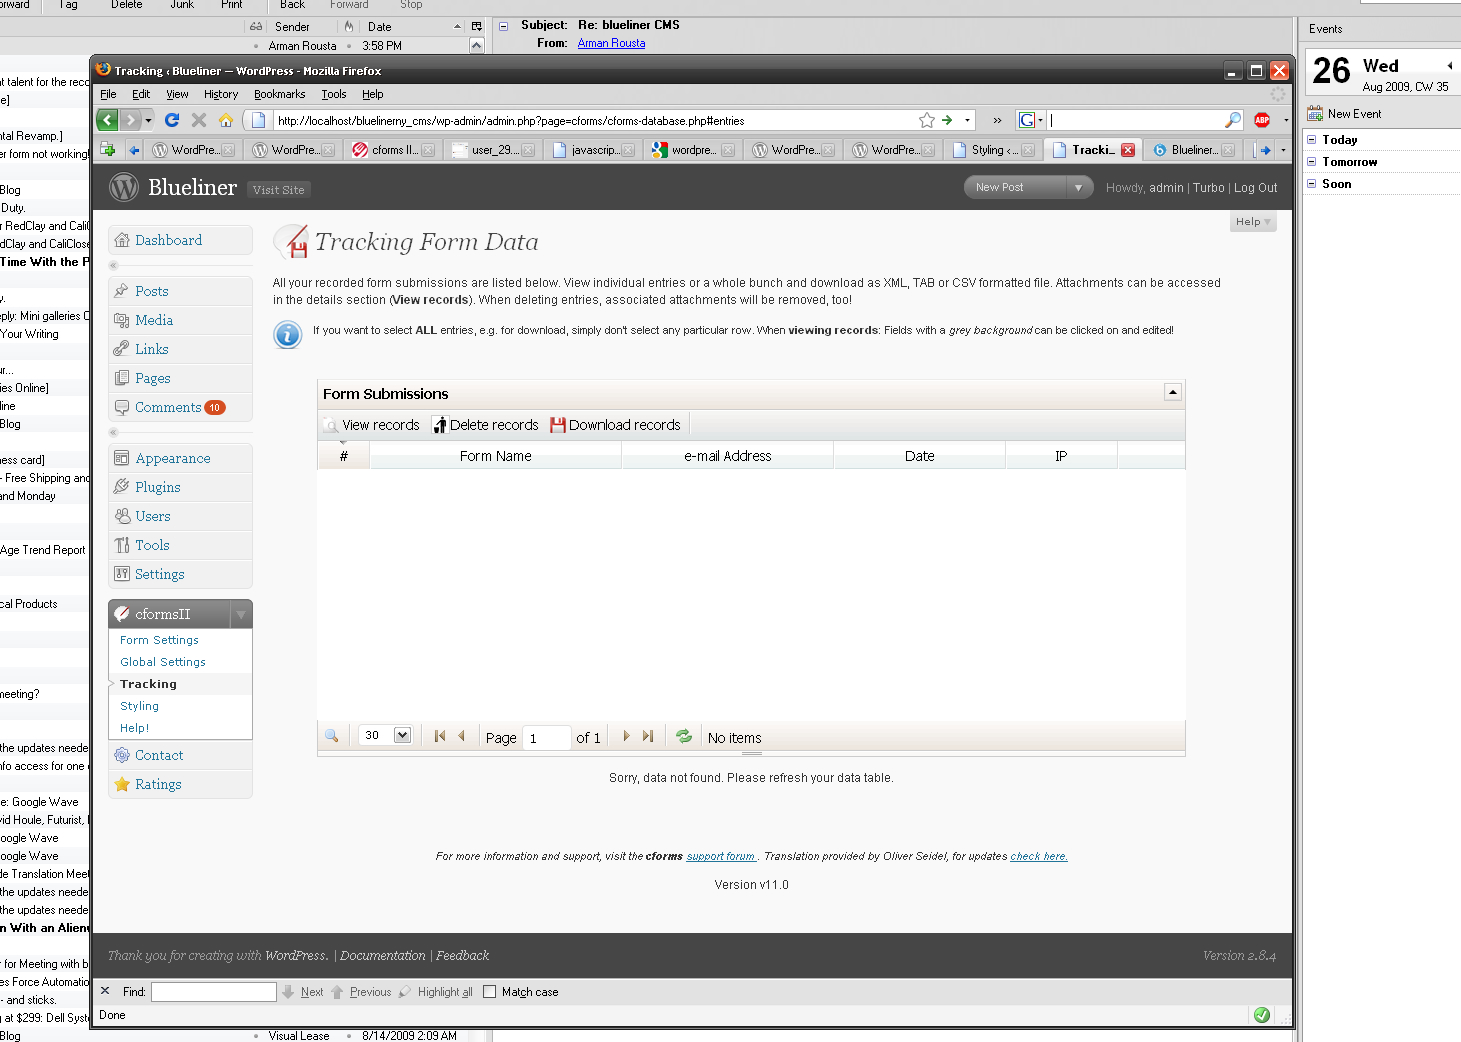 orward Tag Delete Junk Print Back Forward Stop
Sender Date
Arman Rousta 3:58 PM
Subject: Re: blueliner CMS
From: Arman Rousta
Events
26 Wed
Aug 2009, CW 35
New Event
Today
Tomorrow
Soon
t talent for the reco
e]
ntal Revamp.]
er form not working!
Blog
Duty.
r RedClay and CaliC
dClay and CaliClose
Time With the P
y.
eply: Mini galleries C
Your Writing
ur...
ies Online]
line
Blog
ness card]
- Free Shipping and
and Monday
Age Trend Report
cal Products
meeting?
the updates neede
nfo access for one
e: Google Wave
vid Houle, Futurist,
oogle Wave
oogle Wave
de Translation Meet
the updates neede
the updates neede
n With an Alienw
r for Meeting with b
es Force Automatio
- and sticks.
g at $299: Dell Syst
Blog
Tracking ‹ Blueliner — WordPress - Mozilla Firefox
File Edit View History Bookmarks Tools Help
http://localhost/bluelinerny_cms/wp-admin/admin.php?page=cforms/cforms-database.php#entries
G
ABP
WordPre... WordPre... cforms II... user_29.... javascrip... wordpre... WordPre... WordPre... Styling ‹ ... Tracki... Blueliner...
Blueliner Visit Site
New Post Howdy, admin | Turbo | Log Out
Help
Dashboard
Posts
Media
Links
Pages
Comments 10
Appearance
Plugins
Users
Tools
Settings
cformsII
Form Settings
Global Settings
Tracking
Styling
Help!
Contact
Ratings
Tracking Form Data
All your recorded form submissions are listed below. View individual entries or a whole bunch and download as XML, TAB or CSV formatted file. Attachments can be accessed
in the details section (View records). When deleting entries, associated attachments will be removed, too!
If you want to select ALL entries, e.g. for download, simply don't select any particular row. When viewing records: Fields with a grey background can be clicked on and edited!
Form Submissions
View records Delete records Download records
# Form Name e-mail Address Date IP
30 Page 1 of 1 No items
Sorry, data not found. Please refresh your data table.
For more information and support, visit the cforms support forum . Translation provided by Oliver Seidel, for updates check here.
Version v11.0
Thank you for creating with WordPress. | Documentation | Feedback
Version 2.8.4
Find: Next Previous Highlight all Match case
Done
Visual Lease 8/14/2009 2:09 AM